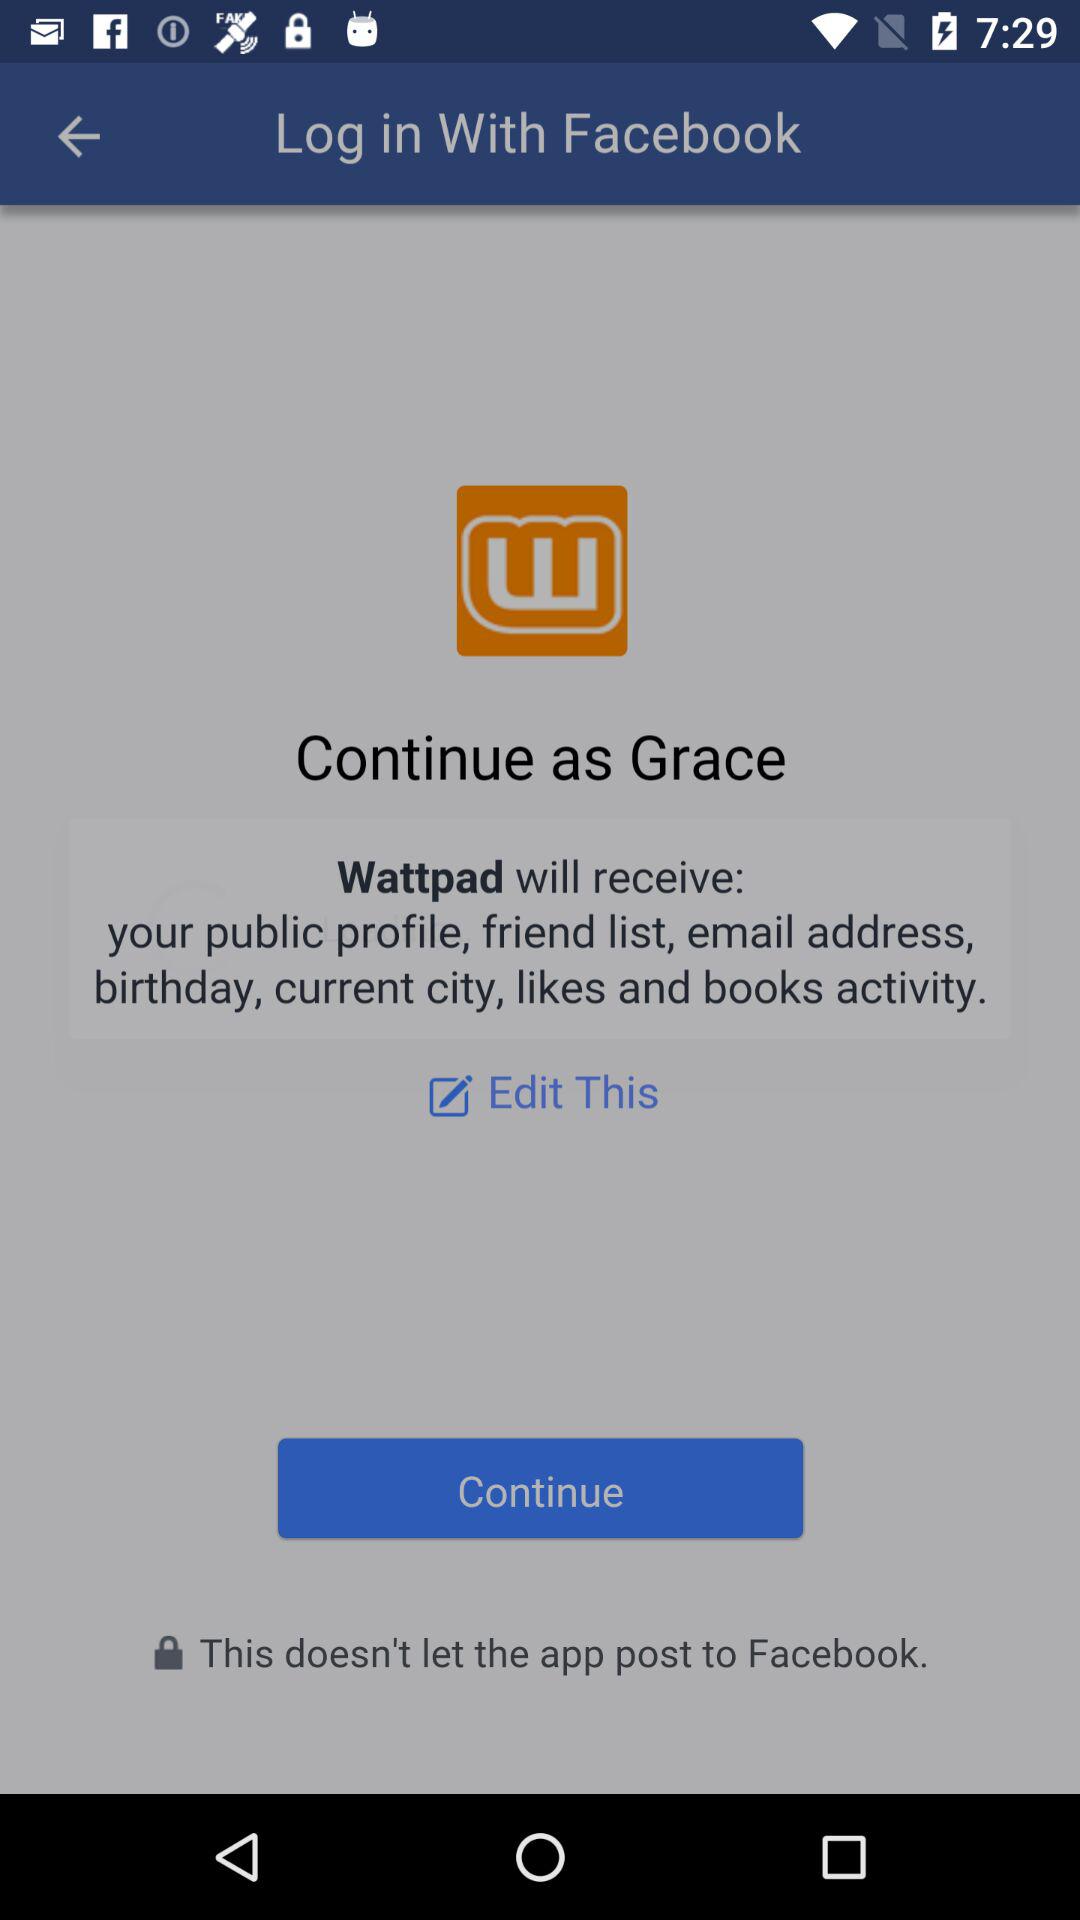 FAKE
7:29
Log in With Facebook
Continue as Grace
Wattpad will receive:
your public profile, friend list, email address,
birthday, current city, likes and books activity.
Edit This
Continue
This doesn't let the app post to Facebook.